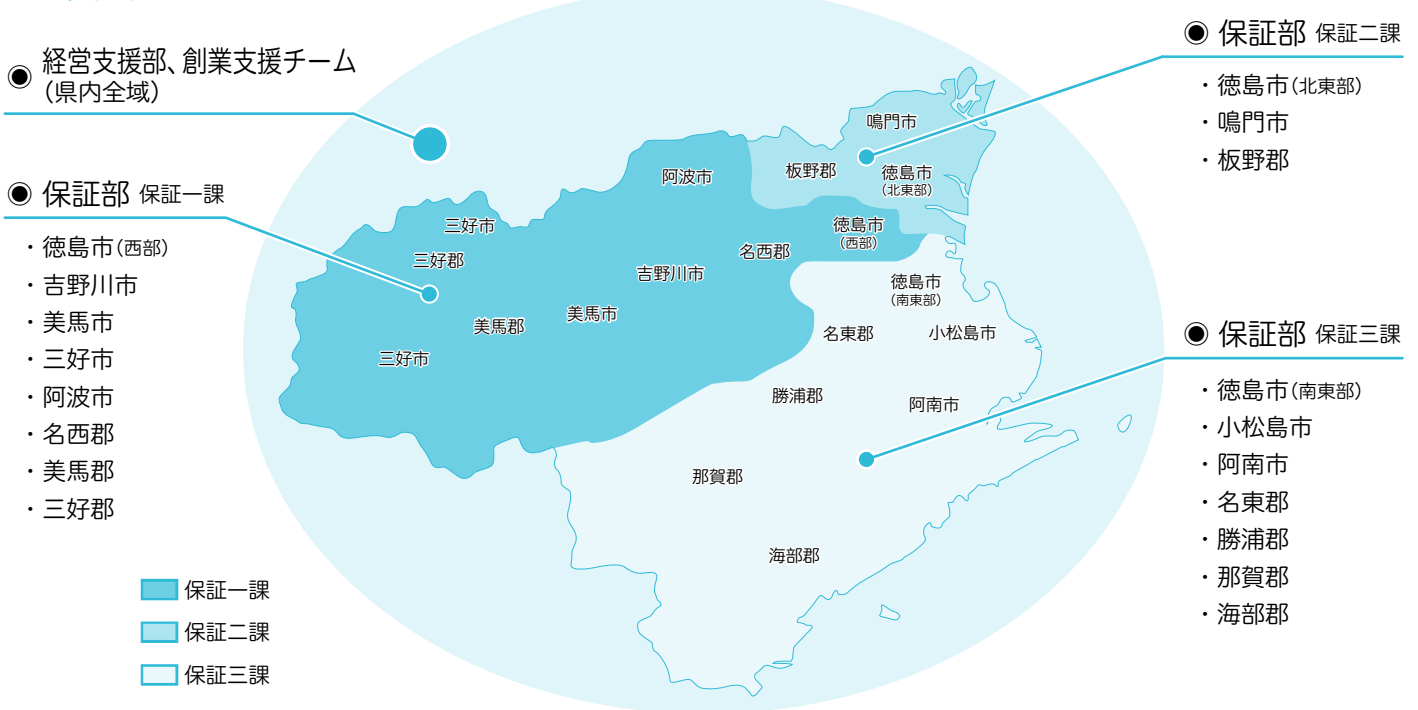 ◉ 経営支援部、創業支援チーム
(県内全域)
◉ 保証部 保証一課
・徳島市(西部)
・吉野川市
・美馬市
・三好市
・阿波市
・名西郡
・美馬郡
・三好郡
◉ 保証部 保証二課
・徳島市(北東部)
・鳴門市
・板野郡
◉ 保証部 保証三課
・徳島市(南東部)
・小松島市
・阿南市
・名東郡
・勝浦郡
・那賀郡
・海部郡
鳴門市
板野郡
徳島市
(北東部)
阿波市
三好市
徳島市
(西部)
名西郡
三好郡
吉野川市
徳島市
(南東部)
美馬市
美馬郡
名東郡
小松島市
三好市
勝浦郡
阿南市
那賀郡
海部郡
保証一課
保証二課
保証三課